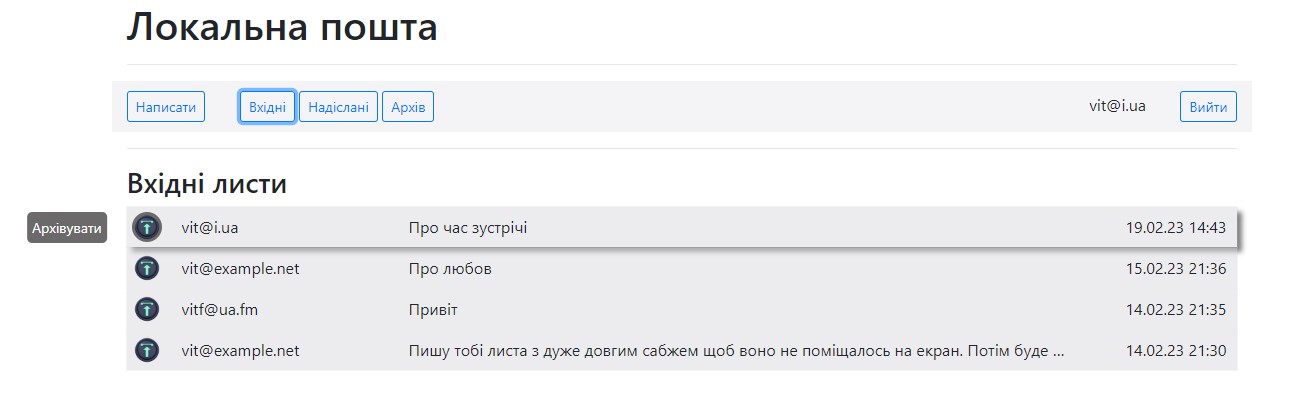 Локальна пошта
Написати Вхідні Надіслані Архів vit@i.ua Вийти
Вхідні листи
Архівувати vit@i.ua Про час зустрічі 19.02.23 14:43
vit@example.net Про любов 15.02.23 21:36
vitf@ua.fm Привіт 14.02.23 21:35
vit@example.net Пишу тобі листа з дуже довгим сабжем щоб воно не поміщалось на екран. Потім буде ... 14.02.23 21:30